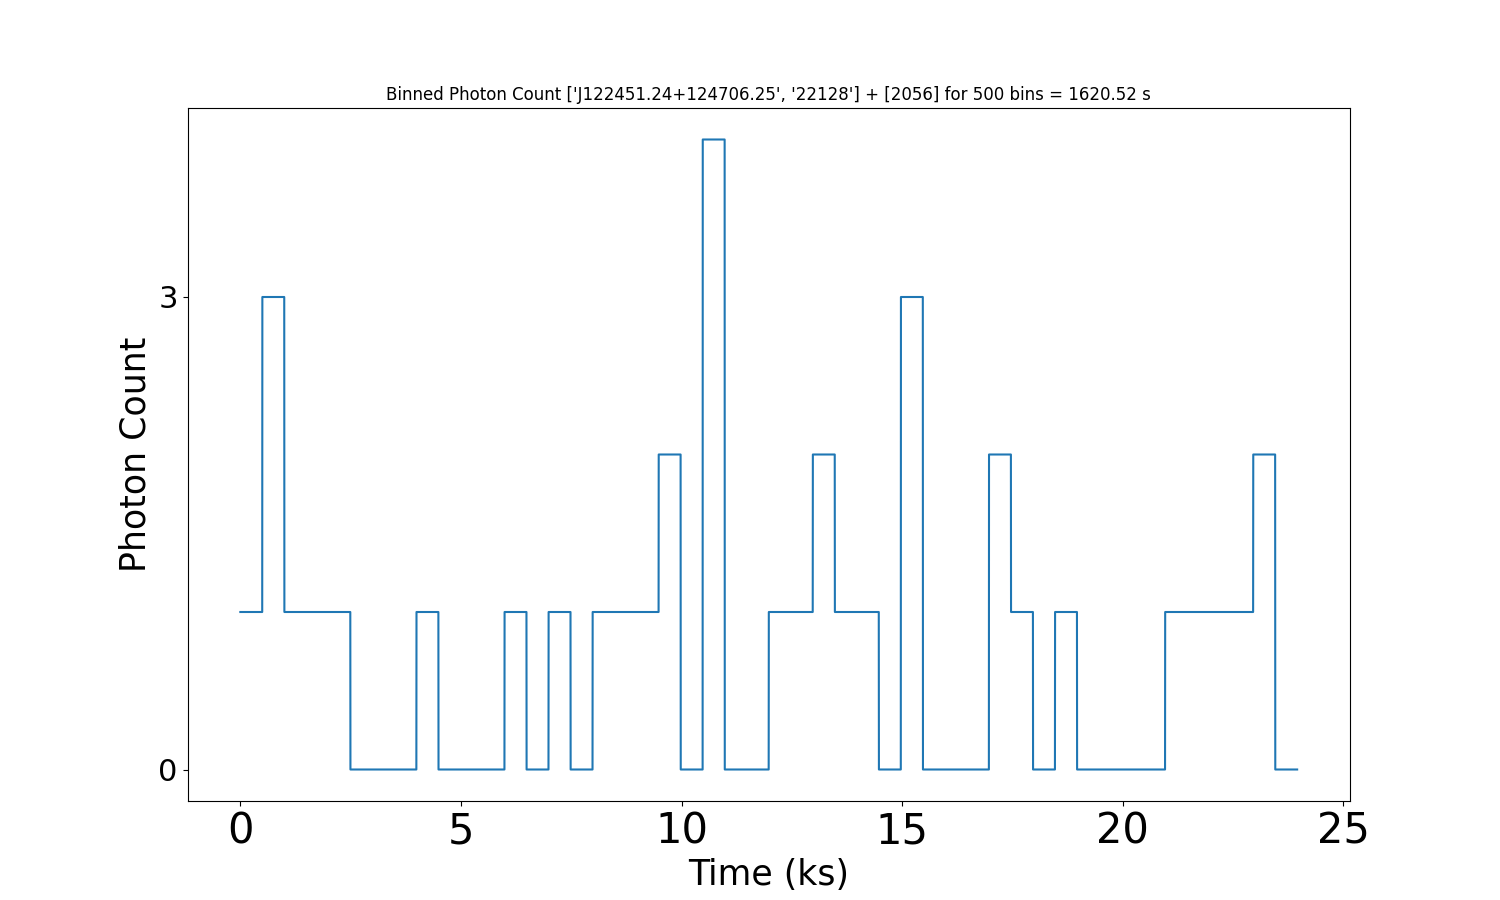 Binned Photon Count ['J122451.24+124706.25', '22128'] + [2056] for 500 bins = 1620.52 s
3
Photon Count
0
0 5 10 15 20 25
Time (ks)